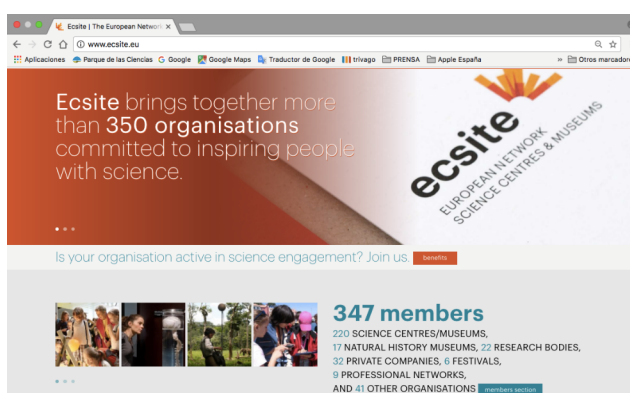 Ecsite | The European Network
www.ecsite.eu
Aplicaciones Parque de las Ciencias Google Google Maps Traductor de Google trivago PRENSA Apple España » Otros marcadore
Ecsite brings together more
than 350 organisations
committed to inspiring people
with science.
ecsite
EUROPEAN NETWORK
SCIENCE CENTRES & MUSEUMS
Is your organisation active in science engagement? Join us. benefits
347 members
220 SCIENCE CENTRES/MUSEUMS,
17 NATURAL HISTORY MUSEUMS, 22 RESEARCH BODIES,
32 PRIVATE COMPANIES, 6 FESTIVALS,
9 PROFESSIONAL NETWORKS,
AND 41 OTHER ORGANISATIONS members section